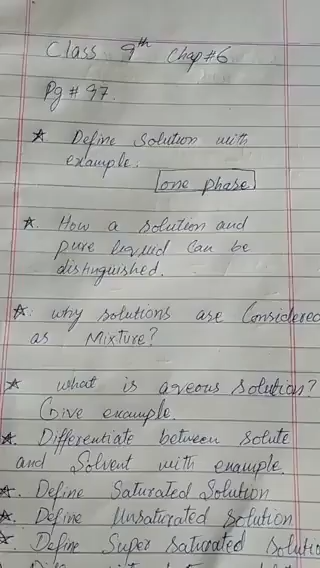 Class 9th Chap #6
Pg # 97.
* Define solution with
example.
one phase.
*. How a solution and
pure liquid can be
distinguished.
*. why solutions are Considered
as Mixture?
* what is aqeous solution?
Give example.
*. Differentiate between solute
and Solvent with example.
*. Define Saturated Solution
*. Define Unsaturated solution
*. Define Super saturated solutio